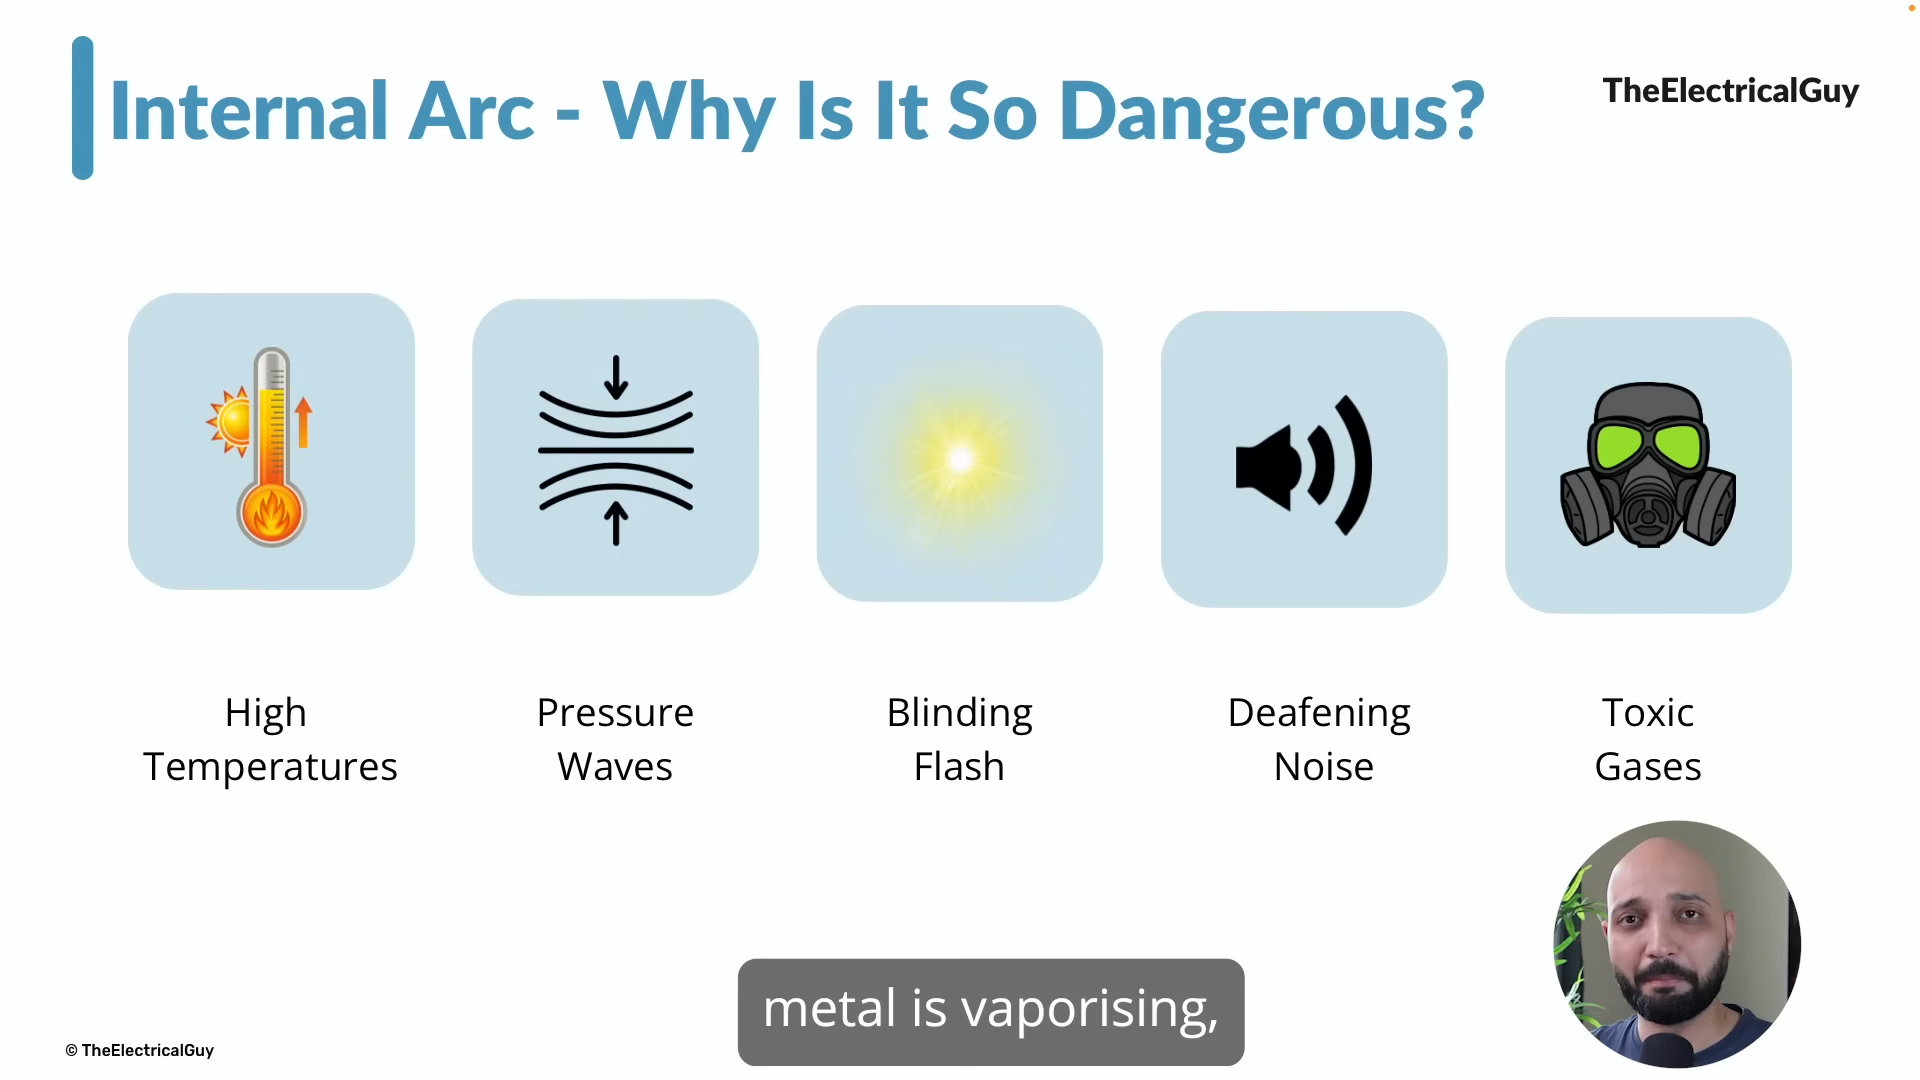 Internal Arc - Why Is It So Dangerous?
TheElectricalGuy
High
Temperatures
Pressure
Waves
Blinding
Flash
Deafening
Noise
Toxic
Gases
metal is vaporising,
© TheElectricalGuy